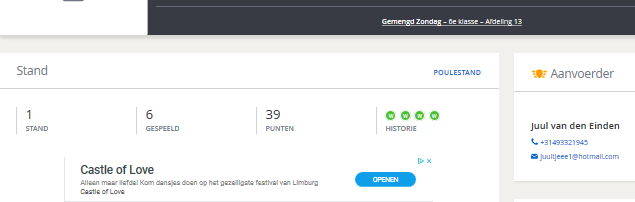 Gemengd Zondag – 6e klasse – Afdeling 13
Stand
POULESTAND
1
STAND
6
GESPEELD
39
PUNTEN
W W W W
HISTORIE
Castle of Love
Alleen maar liefde! Kom dansjes doen op het gezelligste festival van Limburg
Castle of Love
OPENEN
Aanvoerder
Juul van den Einden
+31493321945
juultjeee1@hotmail.com